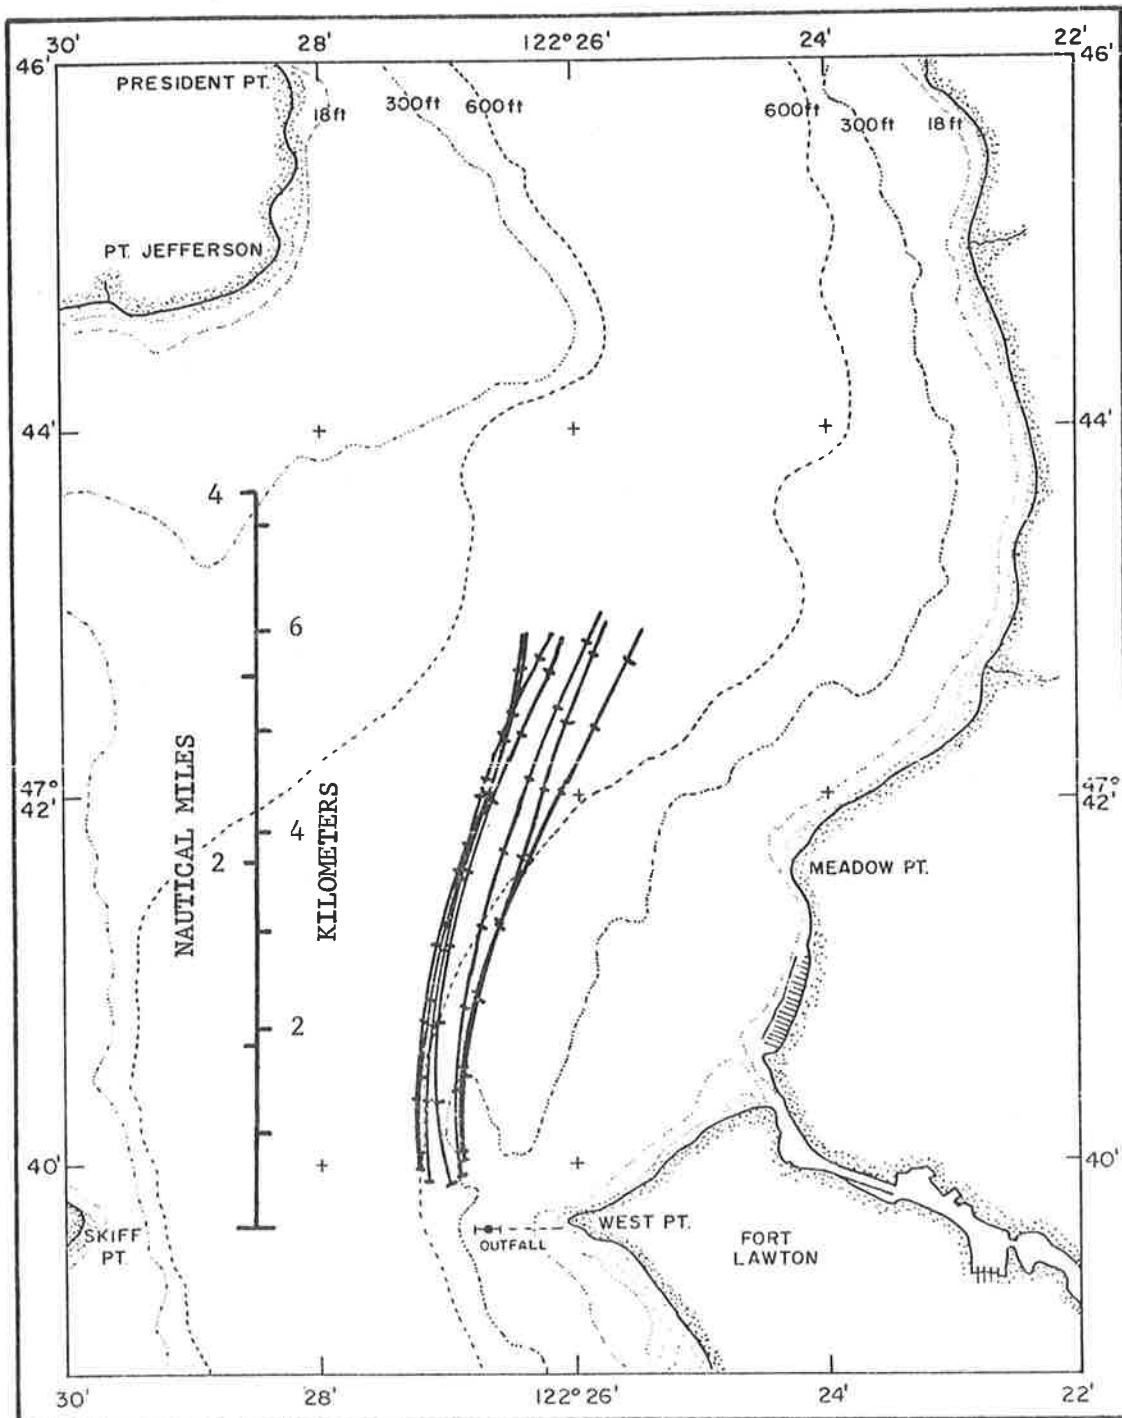 30' 28' 122° 26' 24' 22'
46' 46'
PRESIDENT PT.
18ft 300ft 600ft 600ft 300ft 18ft
PT. JEFFERSON
44' 44'
4
6
NAUTICAL MILES
KILOMETERS
47° 42' 47° 42'
4
2
MEADOW PT.
2
40' 40'
SKIFF PT.
OUTFALL
WEST PT.
FORT LAWTON
30' 28' 122° 26' 24' 22'